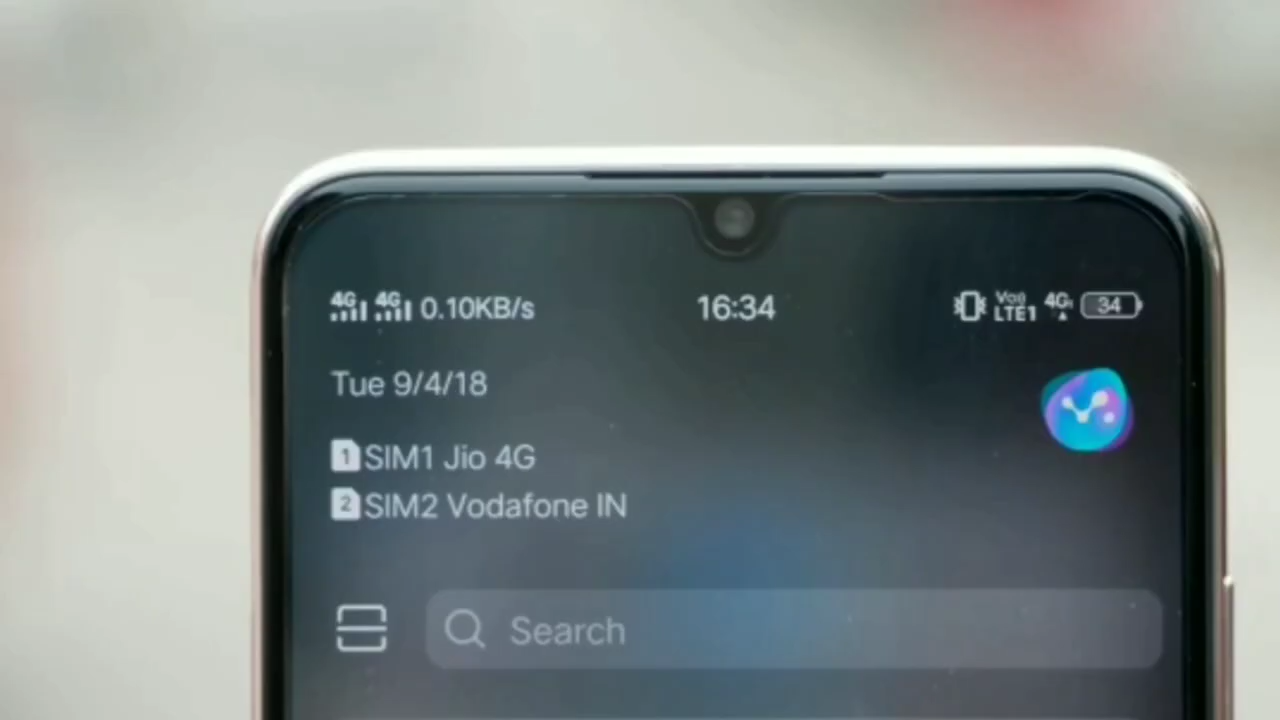 4G 4G 0.10KB/s 16:34 LTE1 4G 34
Tue 9/4/18
1 SIM1 Jio 4G
2 SIM2 Vodafone IN
Search